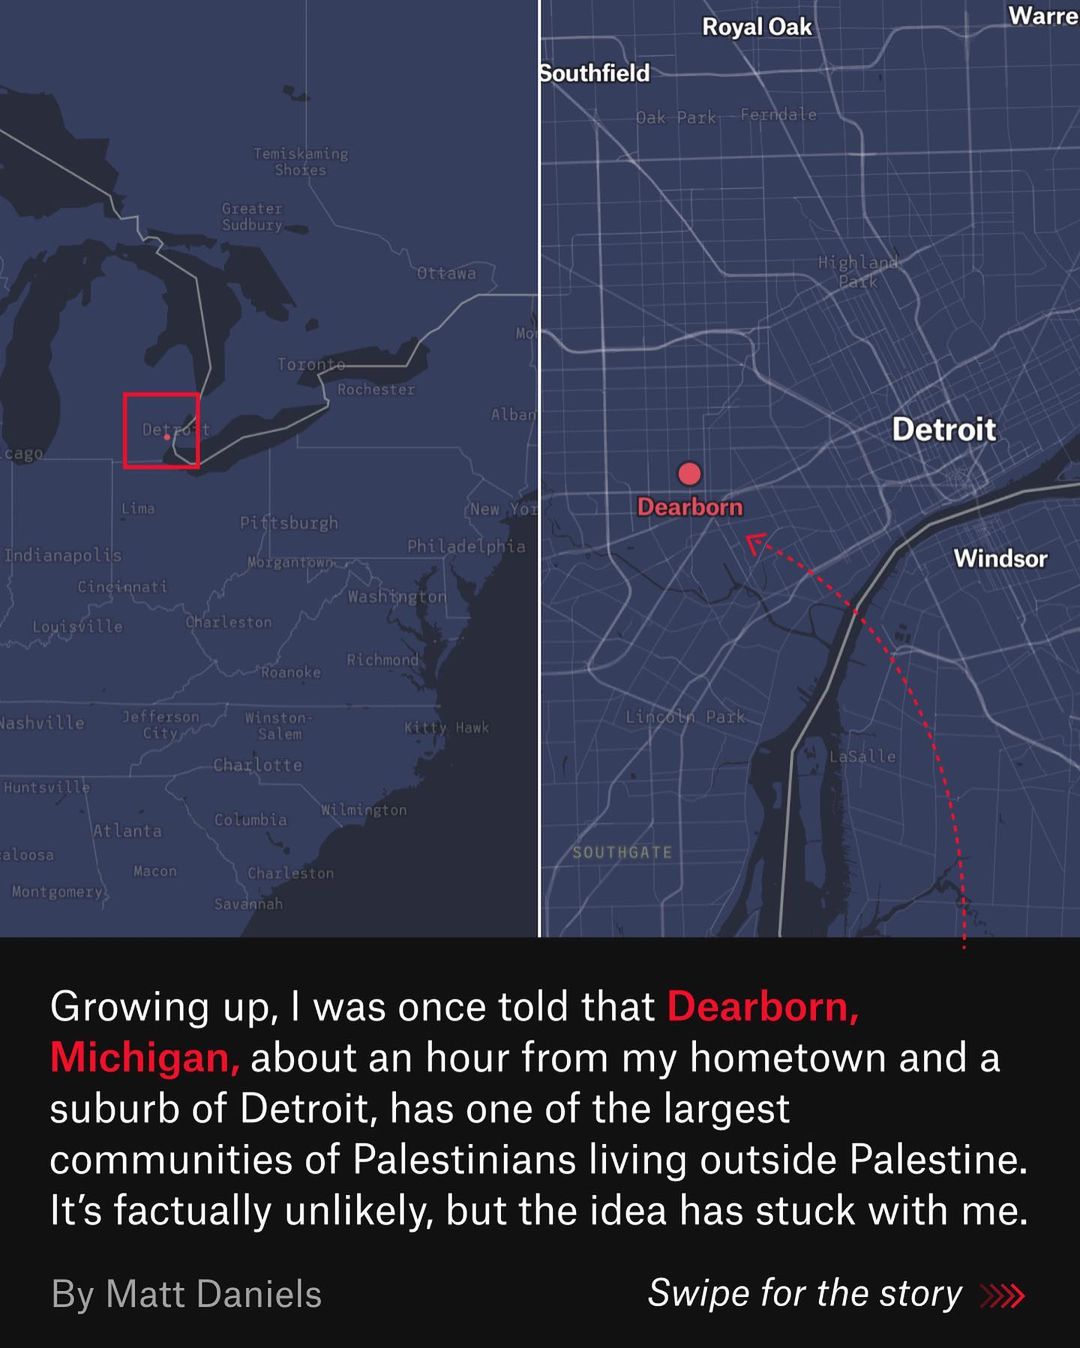 Temiskaming
Shores
Greater
Sudbury
Ottawa
Toronto
Rochester
Detroit
Lima
Pittsburgh
Indianapolis
Philadelphia
Morgantown
Cincinnati
Washington
Louisville
Charleston
Richmond
Roanoke
Nashville
Jefferson
City
Winston-
Salem
Kitty Hawk
Charlotte
Huntsville
Wilmington
Columbia
Atlanta
Macon
Charleston
Montgomery
Savannah
Albany
New Yor
cago
caloosa
Mo
Royal Oak
Warre
Southfield
Oak Park
Ferndale
Highland
Park
Detroit
Dearborn
Windsor
Lincoln Park
LaSalle
SOUTHGATE
Growing up, I was once told that Dearborn,
Michigan, about an hour from my hometown and a
suburb of Detroit, has one of the largest
communities of Palestinians living outside Palestine.
It's factually unlikely, but the idea has stuck with me.
By Matt Daniels
Swipe for the story